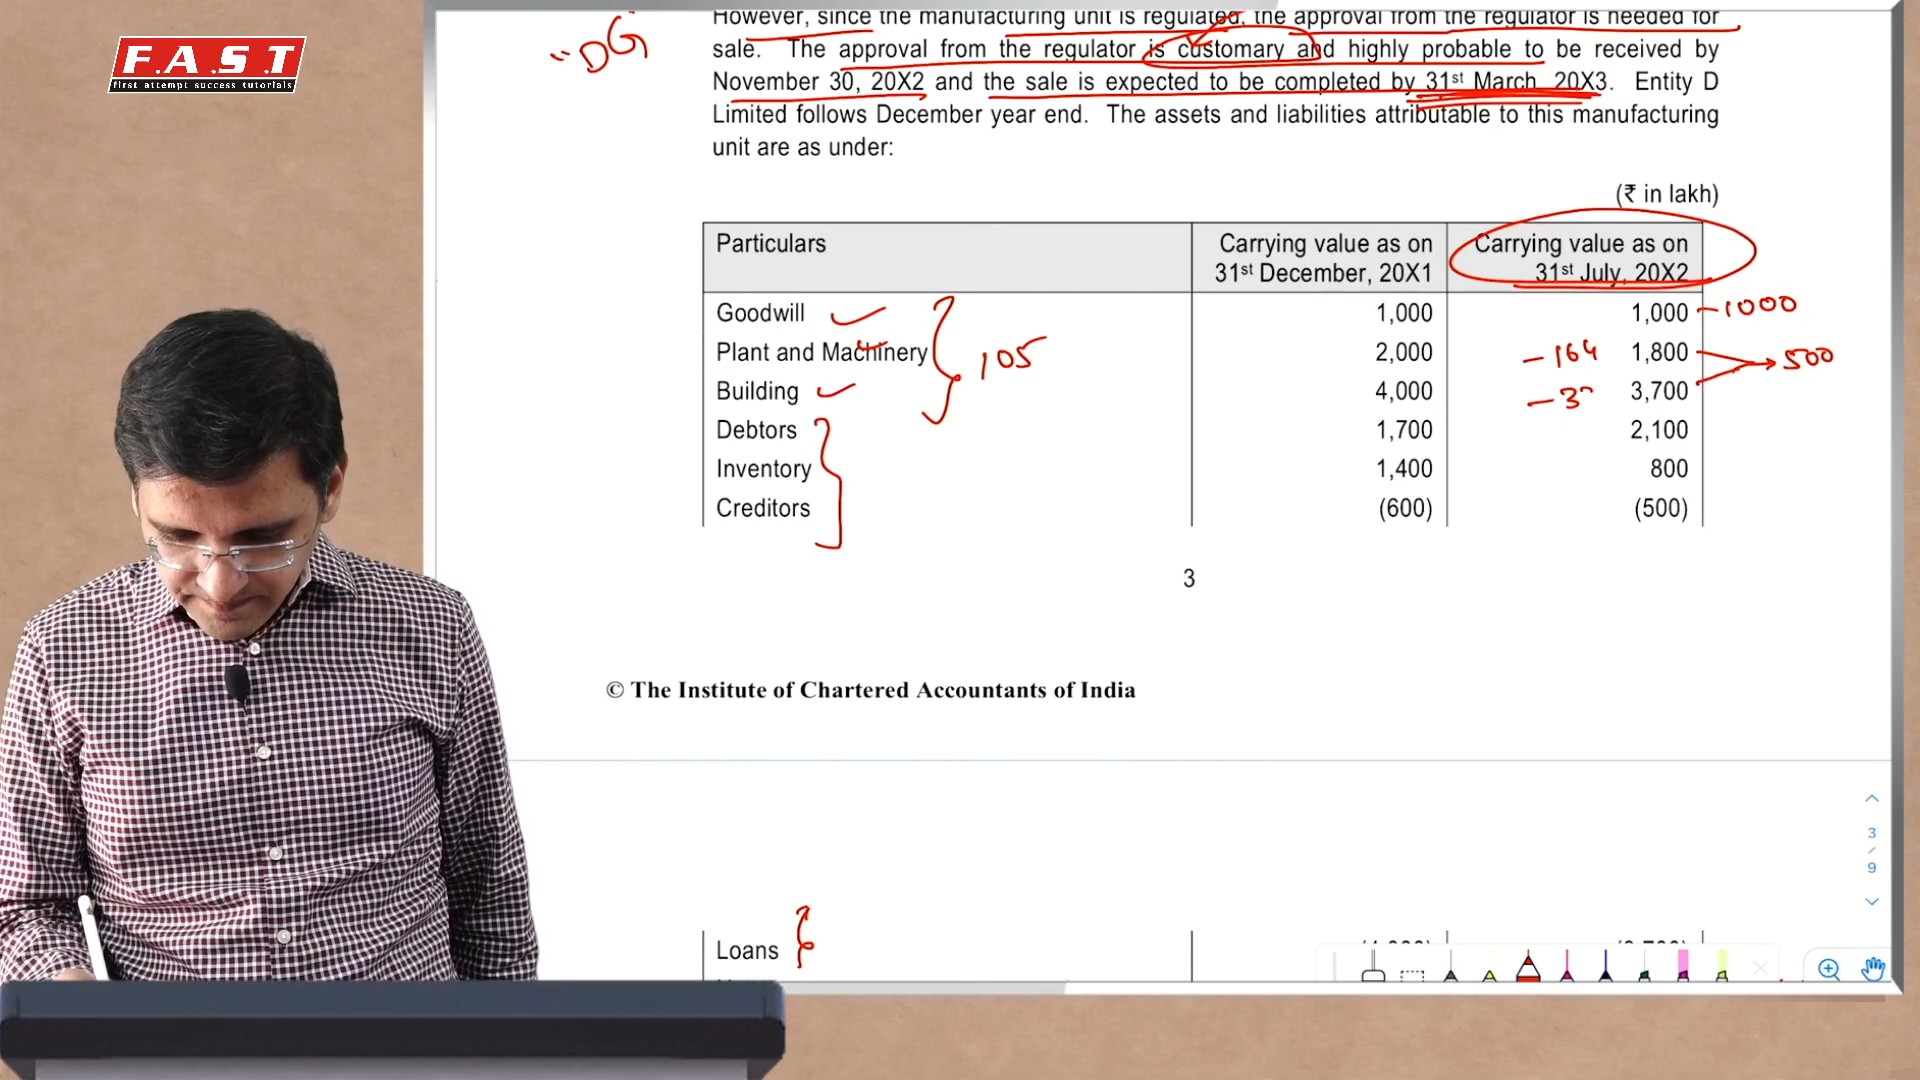 F.A.S.T
first attempt success tutorials
"DG
However, since the manufacturing unit is regulated, the approval from the regulator is needed for
sale. The approval from the regulator is customary and highly probable to be received by
November 30, 20X2 and the sale is expected to be completed by 31st March, 20X3. Entity D
Limited follows December year end. The assets and liabilities attributable to this manufacturing
unit are as under:
(₹ in lakh)
Particulars Carrying value as on 31st December, 20X1 Carrying value as on 31st July, 20X2
Goodwill 1,000 1,000 -1000
Plant and Machinery 105 2,000 -164 1,800 500
Building 4,000 -3 3,700
Debtors 1,700 2,100
Inventory 1,400 800
Creditors (600) (500)
3
© The Institute of Chartered Accountants of India
Loans
3
/
9